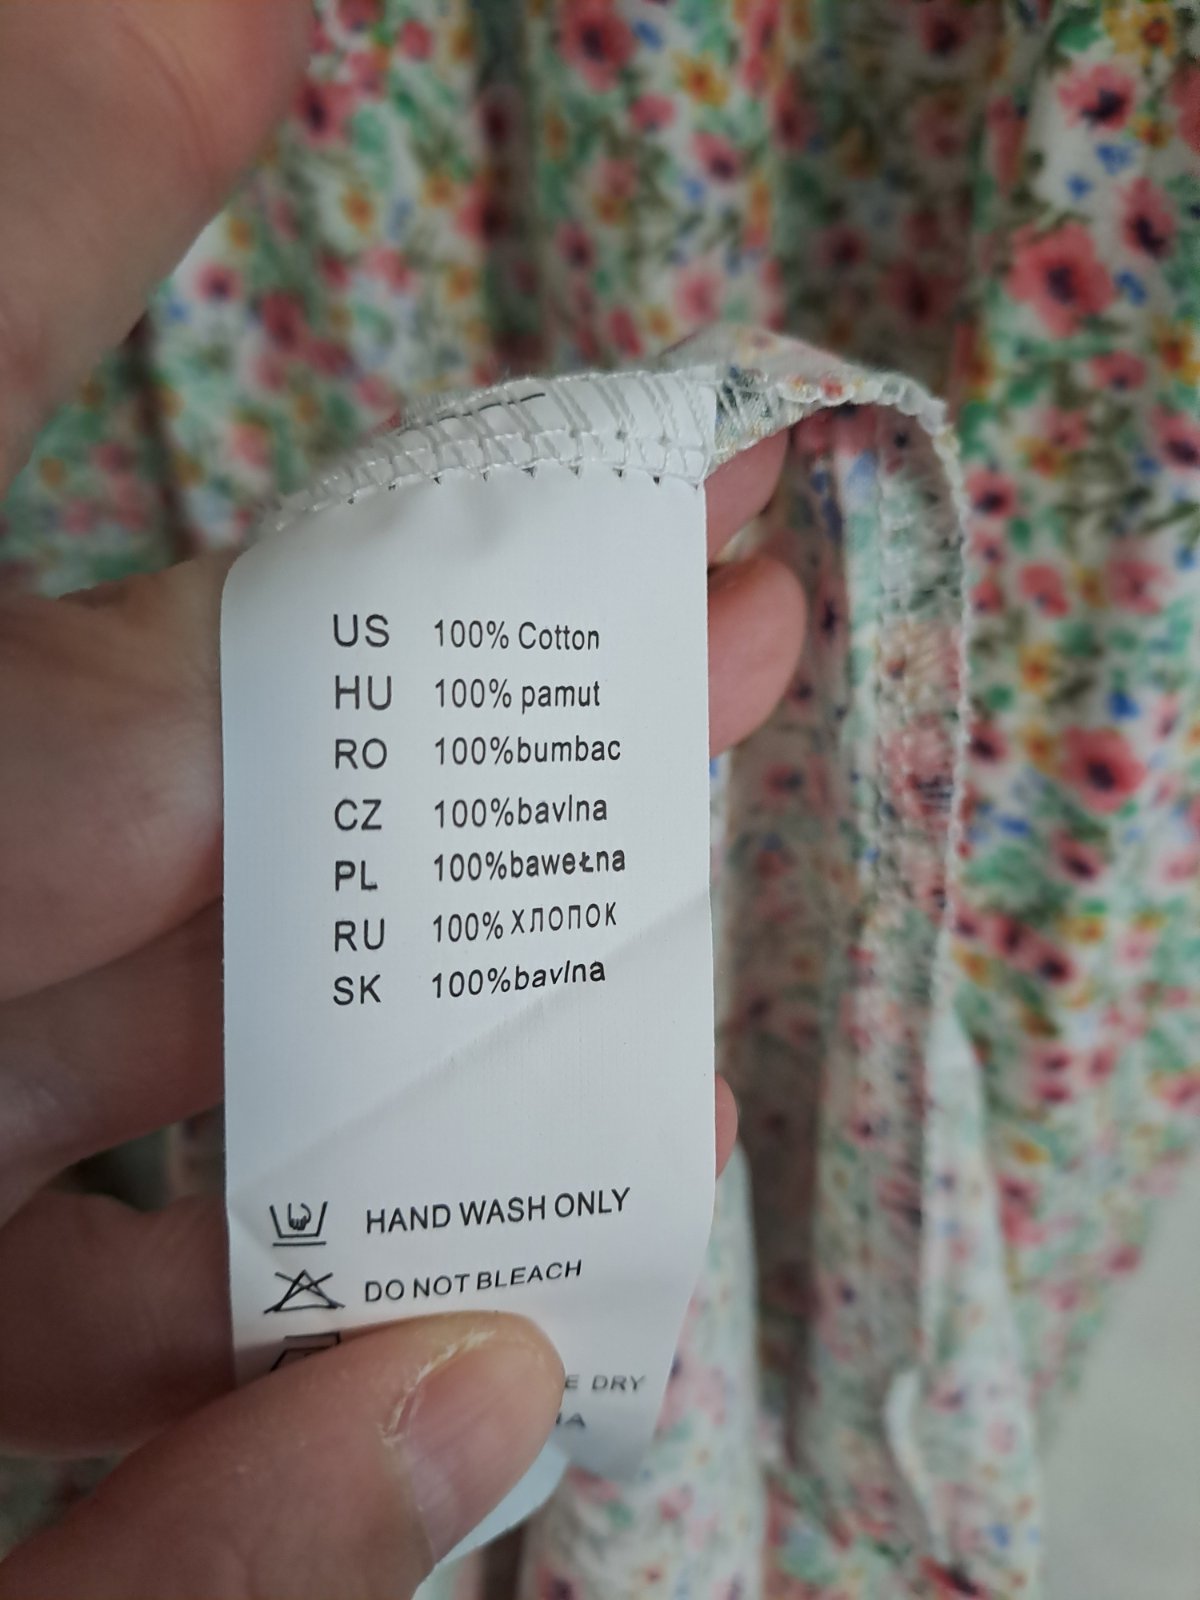 US 100% Cotton
HU 100% pamut
RO 100%bumbac
CZ 100%bavlna
PL 100%bawełna
RU 100% хлопок
SK 100%bavlna
HAND WASH ONLY
DO NOT BLEACH
DRY